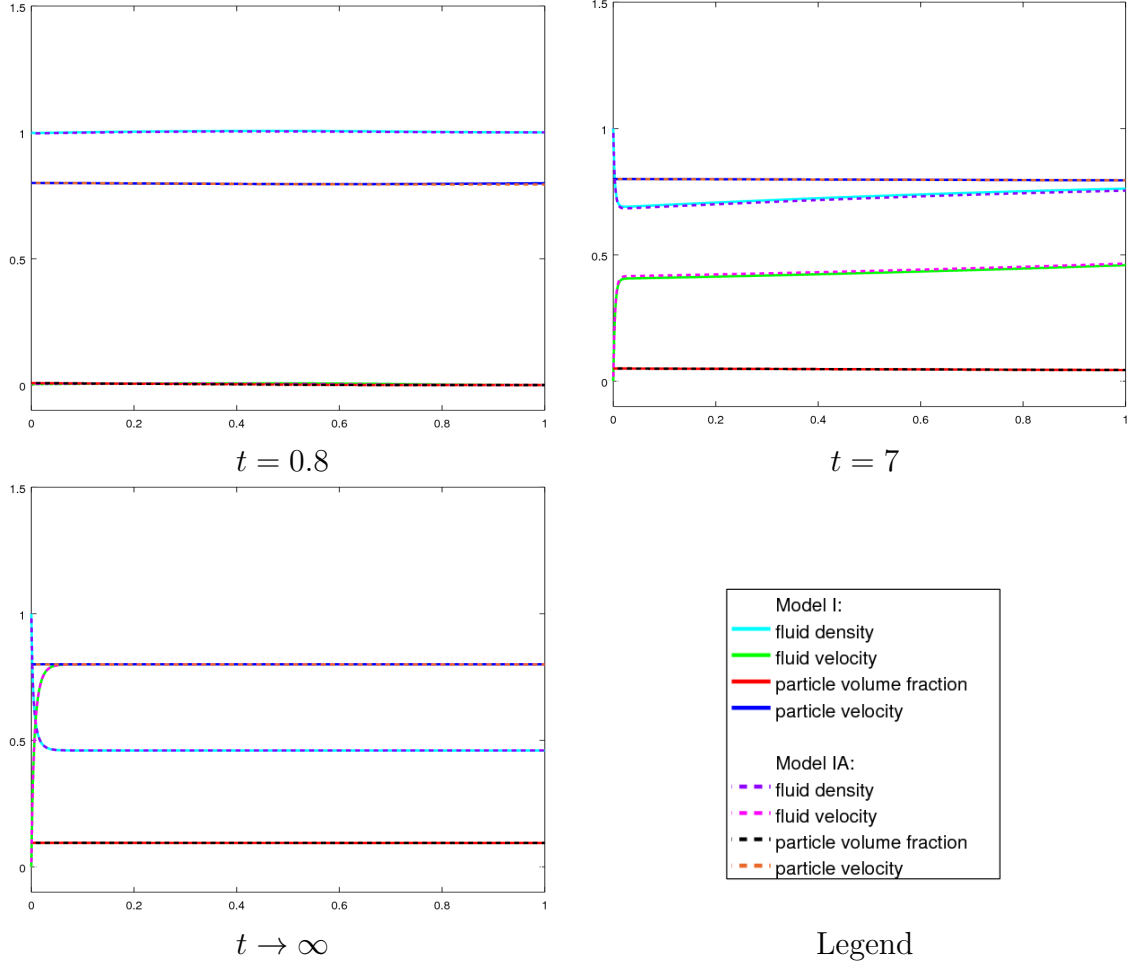 1.5
1
0.5
0
0 0.2 0.4 0.6 0.8 1
t = 0.8
1.5
1
0.5
0
0 0.2 0.4 0.6 0.8 1
t = 7
1.5
1
0.5
0
0 0.2 0.4 0.6 0.8 1
t → ∞
Model I:
fluid density
fluid velocity
particle volume fraction
particle velocity
Model IA:
fluid density
fluid velocity
particle volume fraction
particle velocity
Legend